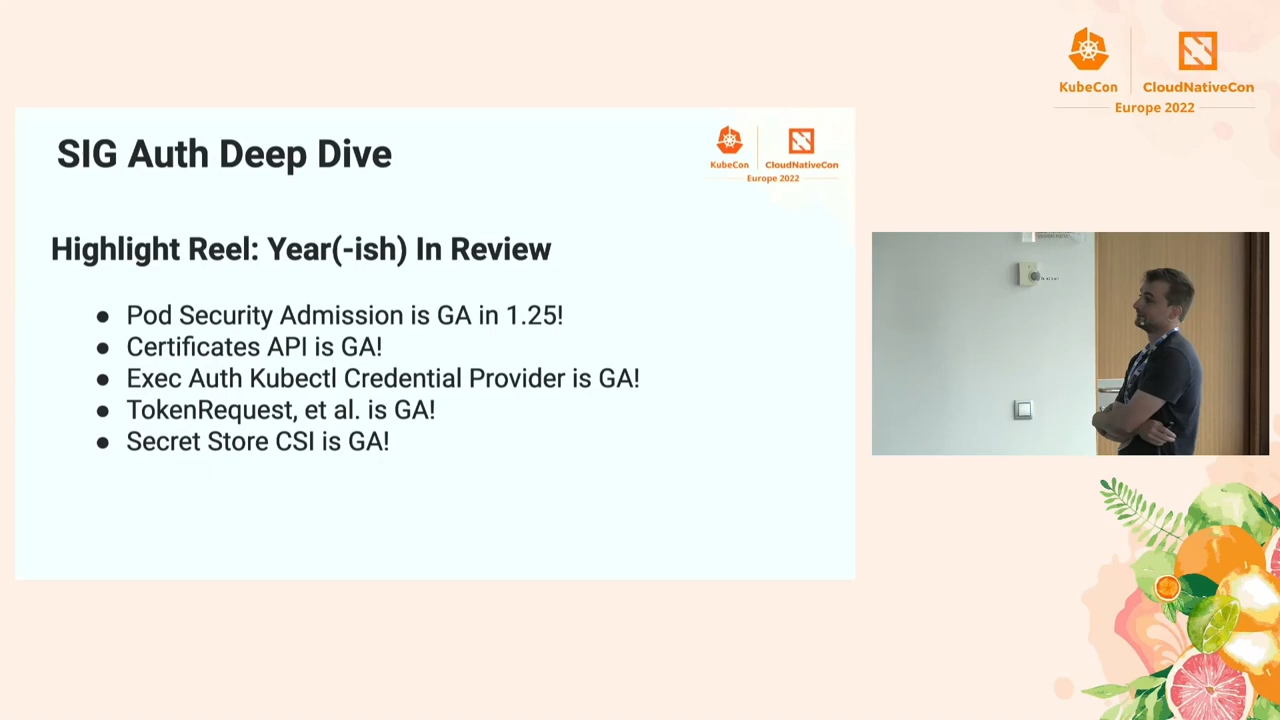 KubeCon
CloudNativeCon
Europe 2022
SIG Auth Deep Dive
KubeCon
CloudNativeCon
Europe 2022
Highlight Reel: Year(-ish) In Review
● Pod Security Admission is GA in 1.25!
● Certificates API is GA!
● Exec Auth Kubectl Credential Provider is GA!
● TokenRequest, et al. is GA!
● Secret Store CSI is GA!